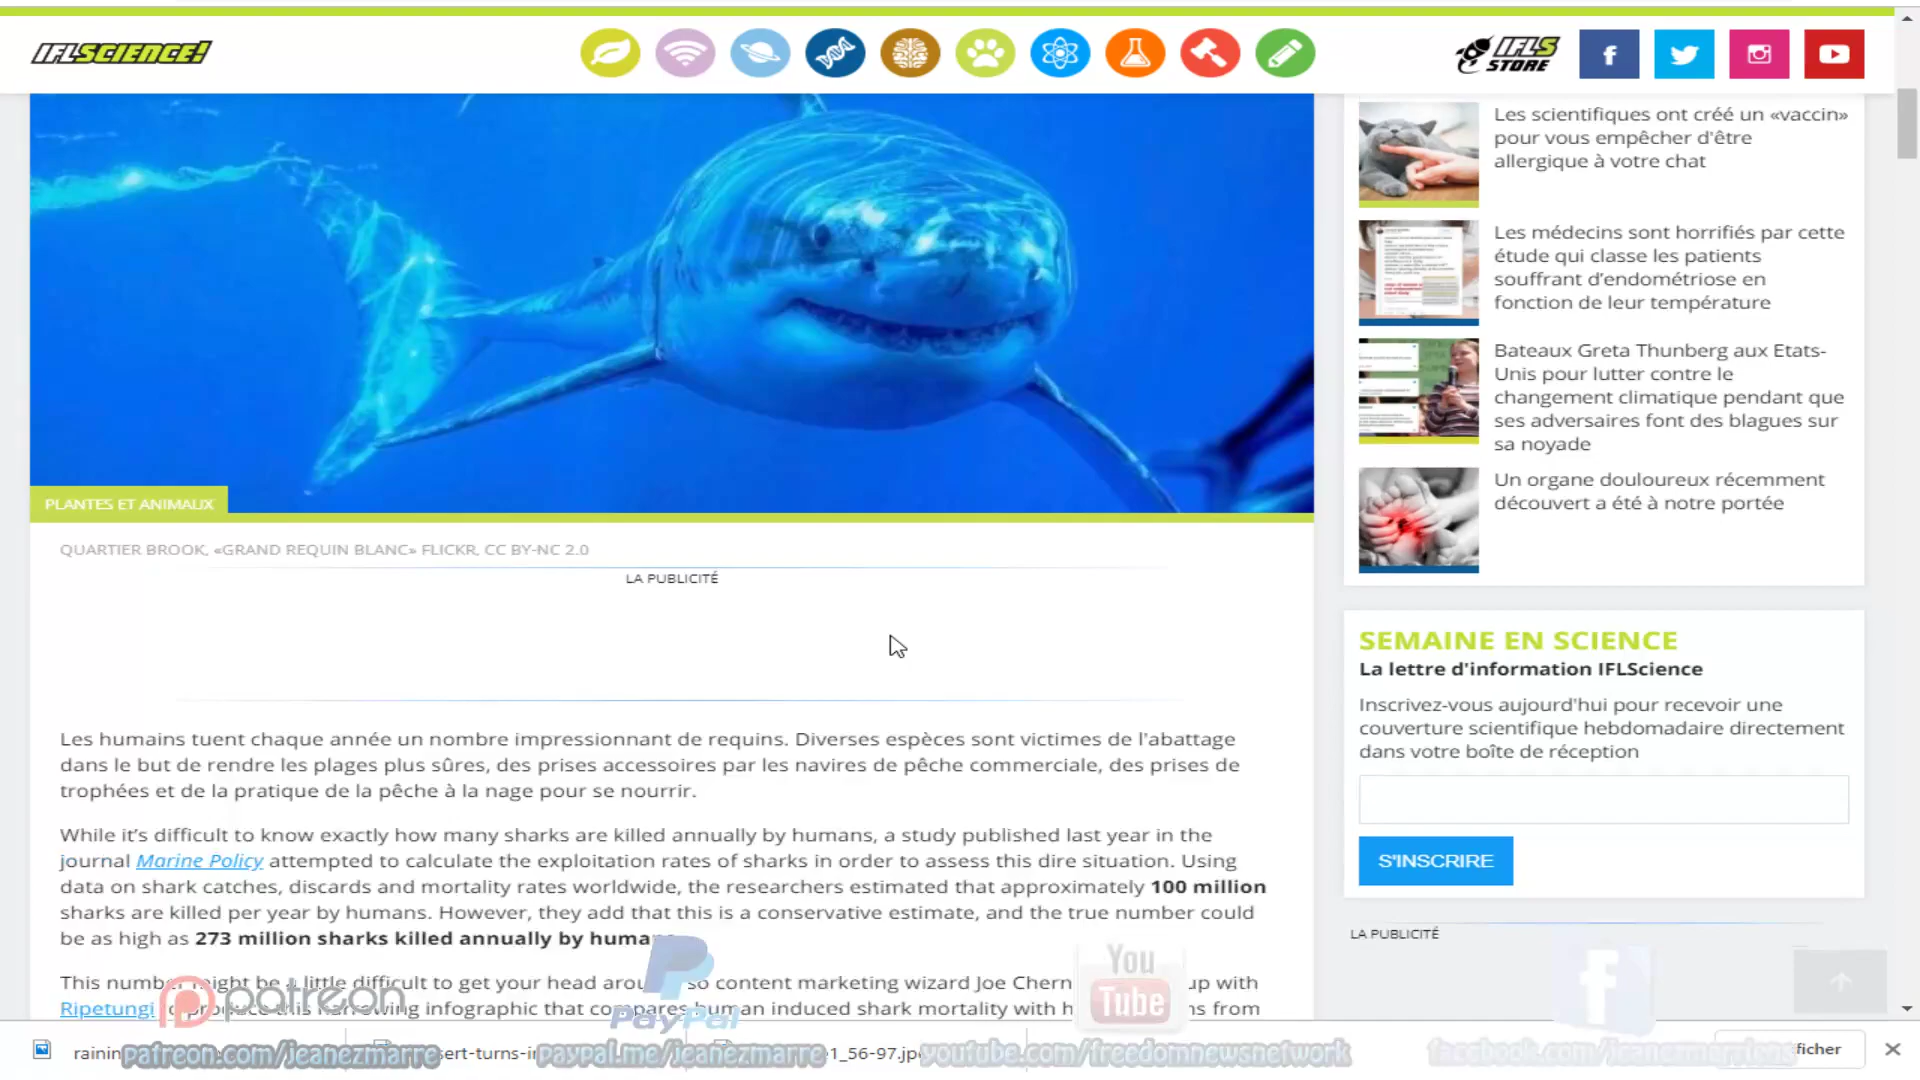 IFLSCIENCE!
IFLS
STORE
PLANTES ET ANIMAUX
QUARTIER BROOK, «GRAND REQUIN BLANC» FLICKR, CC BY-NC 2.0
LA PUBLICITÉ
Les humains tuent chaque année un nombre impressionnant de requins. Diverses espèces sont victimes de l'abattage
dans le but de rendre les plages plus sûres, des prises accessoires par les navires de pêche commerciale, des prises de
trophées et de la pratique de la pêche à la nage pour se nourrir.
While it's difficult to know exactly how many sharks are killed annually by humans, a study published last year in the
journal Marine Policy attempted to calculate the exploitation rates of sharks in order to assess this dire situation. Using
data on shark catches, discards and mortality rates worldwide, the researchers estimated that approximately 100 million
sharks are killed per year by humans. However, they add that this is a conservative estimate, and the true number could
be as high as 273 million sharks killed annually by
This number might be a little difficult to get your head so content marketing wizard Joe Chern up with
Ripetungi infographic that compares human induced shark mortality with from
Les scientifiques ont créé un «vaccin»
pour vous empêcher d'être
allergique à votre chat
Les médecins sont horrifiés par cette
étude qui classe les patients
souffrant d'endométriose en
fonction de leur température
Bateaux Greta Thunberg aux Etats-
Unis pour lutter contre le
changement climatique pendant que
ses adversaires font des blagues sur
sa noyade
Un organe douloureux récemment
découvert a été à notre portée
SEMAINE EN SCIENCE
La lettre d'information IFLScience
Inscrivez-vous aujourd'hui pour recevoir une
couverture scientifique hebdomadaire directement
dans votre boîte de réception
S'INSCRIRE
LA PUBLICITÉ
patreon
PayPal
You
Tube
patreon.com/jeanezmarre
paypal.me/jeanezmarre
youtube.com/freedomnewsnetwork